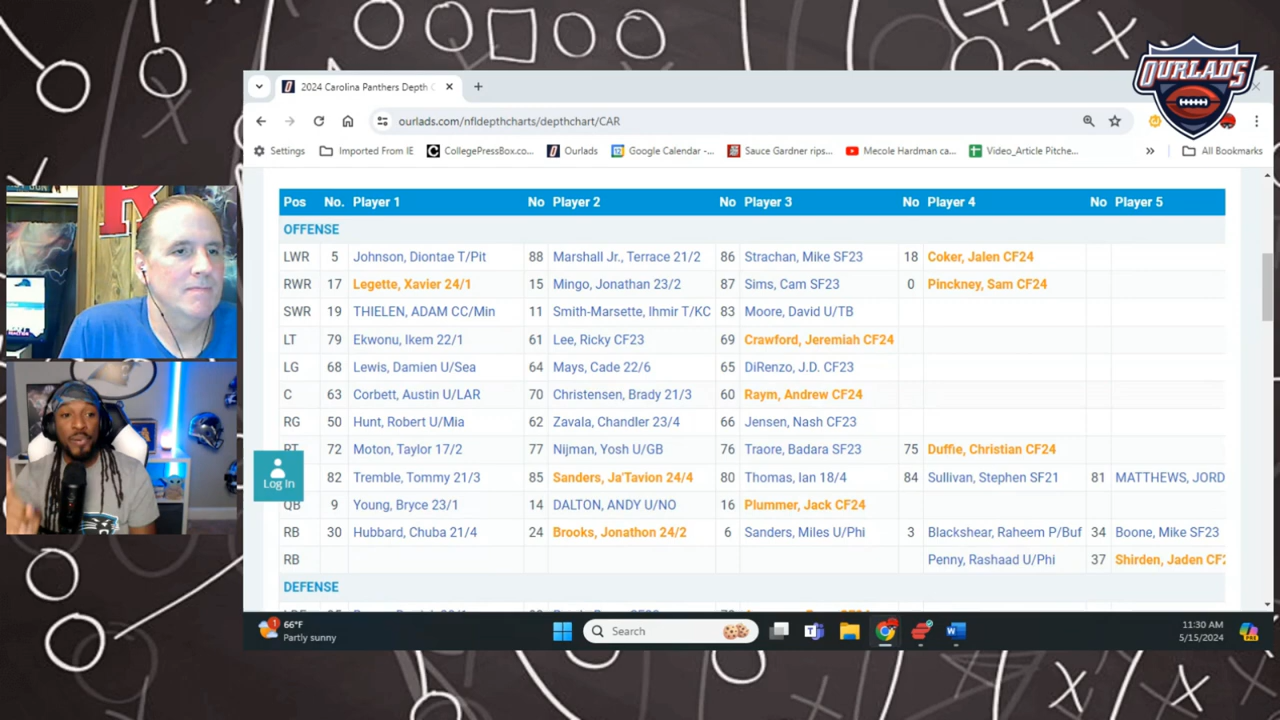 OURLADS
2024 Carolina Panthers Depth C
ourlads.com/nfldepthcharts/depthchart/CAR
Settings Imported From IE CollegePressBox.co... Ourlads Google Calendar -... Sauce Gardner rips... Mecole Hardman ca... Video_Article Pitche... All Bookmarks
Pos No. Player 1 No Player 2 No Player 3 No Player 4 No Player 5
OFFENSE
LWR 5 Johnson, Diontae T/Pit 88 Marshall Jr., Terrace 21/2 86 Strachan, Mike SF23 18 Coker, Jalen CF24
RWR 17 Legette, Xavier 24/1 15 Mingo, Jonathan 23/2 87 Sims, Cam SF23 0 Pinckney, Sam CF24
SWR 19 THIELEN, ADAM CC/Min 11 Smith-Marsette, Ihmir T/KC 83 Moore, David U/TB
LT 79 Ekwonu, Ikem 22/1 61 Lee, Ricky CF23 69 Crawford, Jeremiah CF24
LG 68 Lewis, Damien U/Sea 64 Mays, Cade 22/6 65 DiRenzo, J.D. CF23
C 63 Corbett, Austin U/LAR 70 Christensen, Brady 21/3 60 Raym, Andrew CF24
RG 50 Hunt, Robert U/Mia 62 Zavala, Chandler 23/4 66 Jensen, Nash CF23
RT 72 Moton, Taylor 17/2 77 Nijman, Yosh U/GB 76 Traore, Badara SF23 75 Duffie, Christian CF24
82 Tremble, Tommy 21/3 85 Sanders, Ja'Tavion 24/4 80 Thomas, Ian 18/4 84 Sullivan, Stephen SF21 81 MATTHEWS, JORD
Log In
QB 9 Young, Bryce 23/1 14 DALTON, ANDY U/NO 16 Plummer, Jack CF24
RB 30 Hubbard, Chuba 21/4 24 Brooks, Jonathon 24/2 6 Sanders, Miles U/Phi 3 Blackshear, Raheem P/Buf 34 Boone, Mike SF23
RB Penny, Rashaad U/Phi 37 Shirden, Jaden CF2
DEFENSE
66°F
Partly sunny
Search
11:30 AM
5/15/2024